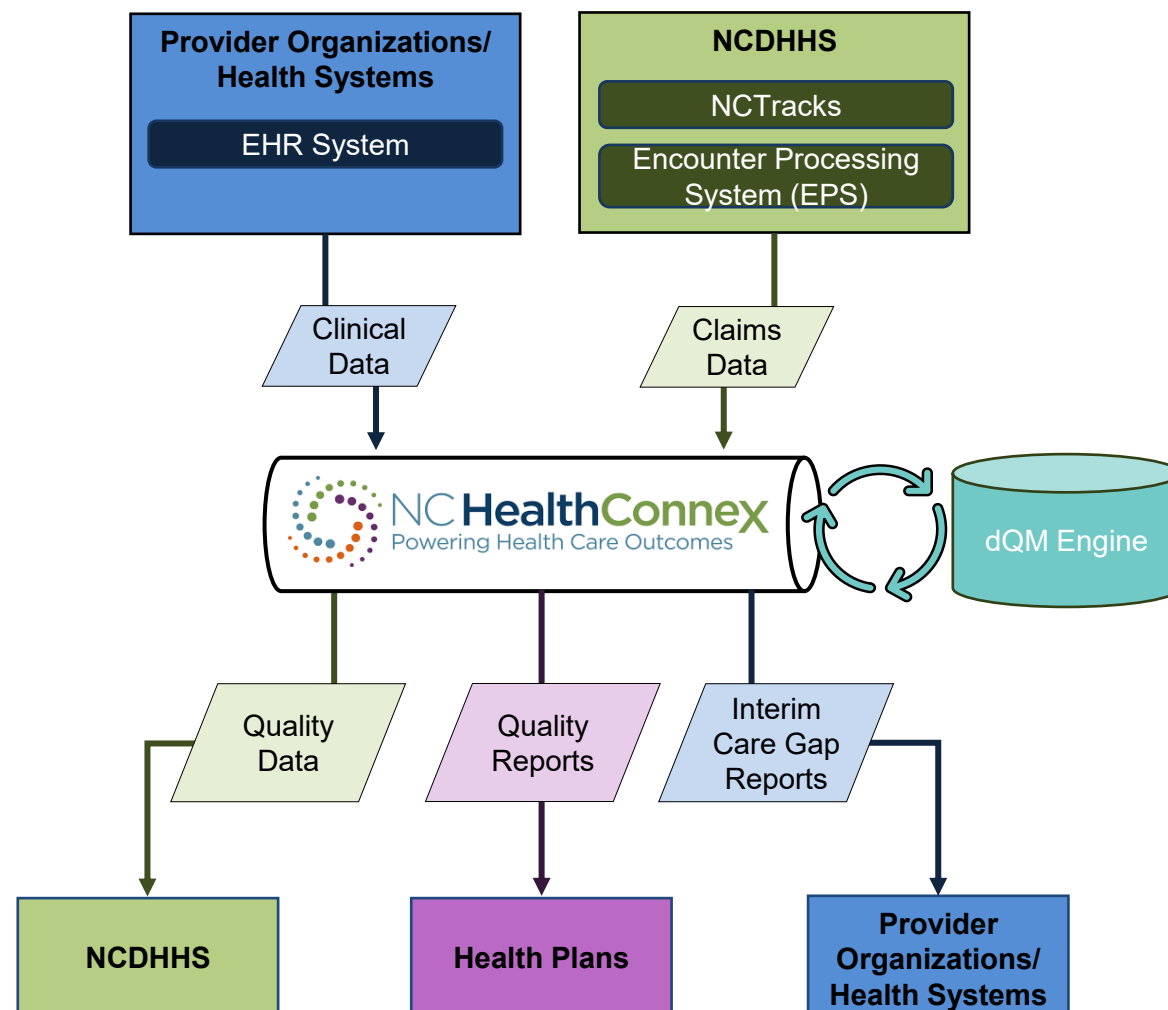 Provider Organizations/
Health Systems
EHR System
NCDHHS
NCTracks
Encounter Processing
System (EPS)
Clinical
Data
Claims
Data
NC HealthConnex
Powering Health Care Outcomes
dQM Engine
Quality
Data
Quality
Reports
Interim
Care Gap
Reports
NCDHHS
Health Plans
Provider
Organizations/
Health Systems